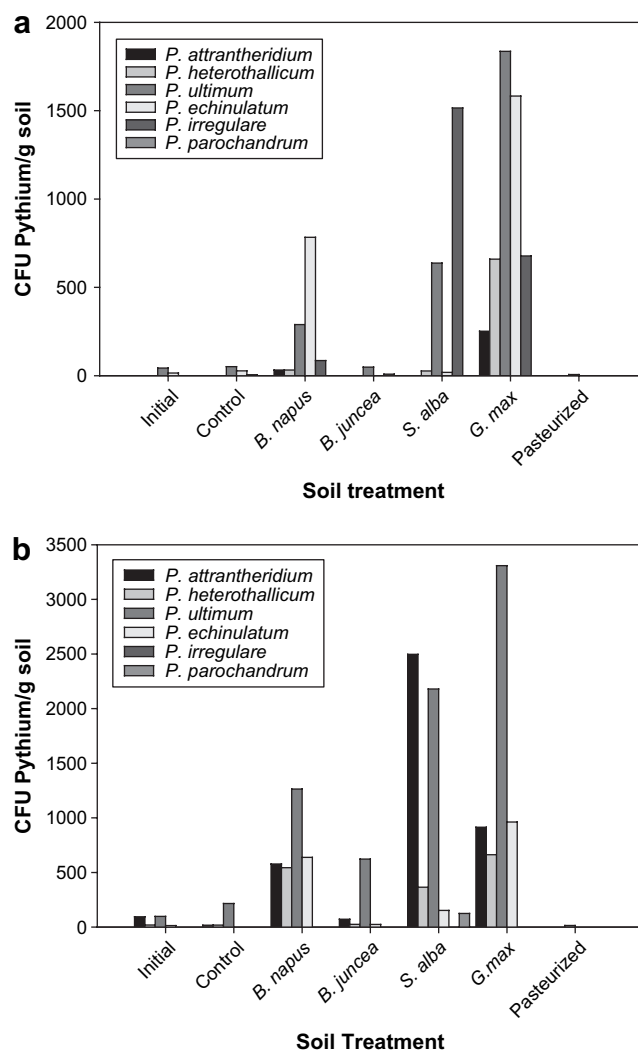 a
2000
1500
1000
500
0
CFU Pythium/g soil
P. attrantheridium
P. heterothallicum
P. ultimum
P. echinulatum
P. irregulare
P. parochandrum
Initial
Control
B. napus
B. juncea
S. alba
G. max
Pasteurized
Soil treatment
b
3500
3000
2500
2000
1500
1000
500
0
CFU Pythium/g soil
P. attrantheridium
P. heterothallicum
P. ultimum
P. echinulatum
P. irregulare
P. parochandrum
Initial
Control
B. napus
B. juncea
S. alba
G.max
Pasteurized
Soil Treatment